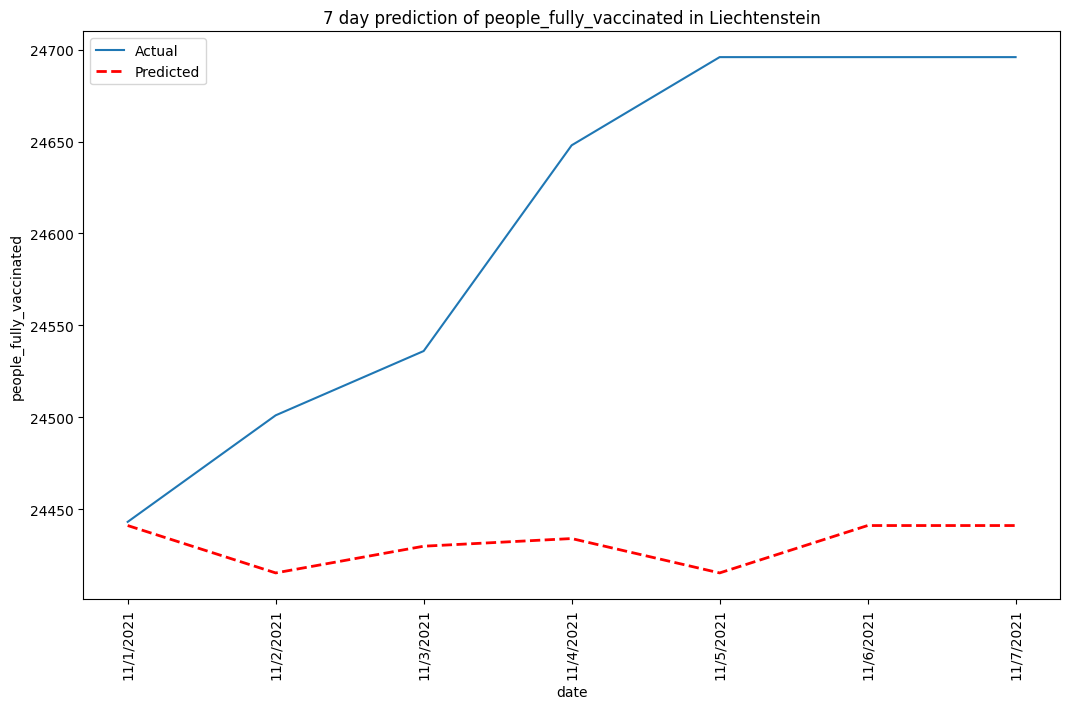 7 day prediction of people_fully_vaccinated in Liechtenstein
Actual
Predicted
24700
24650
24600
24550
24500
24450
people_fully_vaccinated
11/1/2021
11/2/2021
11/3/2021
11/4/2021
11/5/2021
11/6/2021
11/7/2021
date